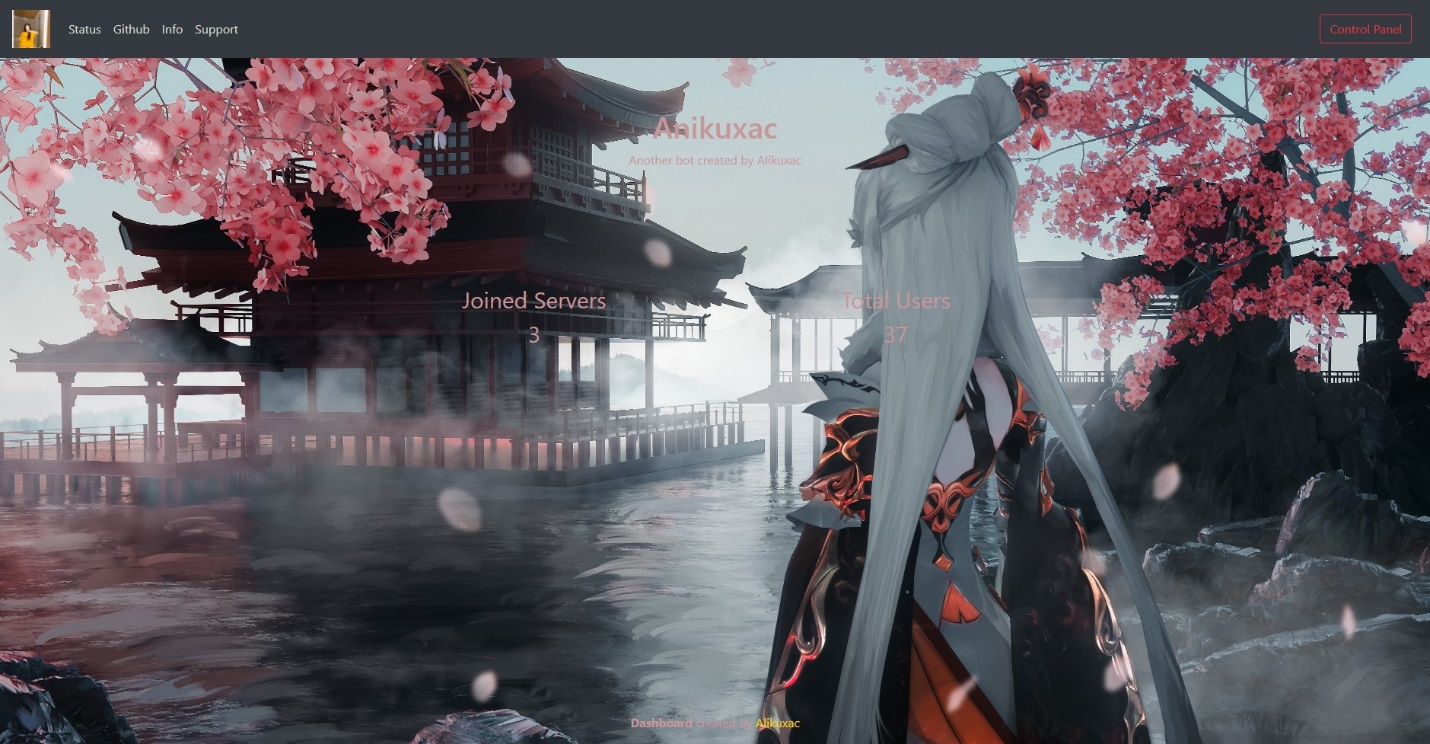 Status Github Info Support Control Panel
Anikuxac
Another bot created by Alikuxac
Joined Servers Total Users
3 37
Dashboard created by Alikuxac